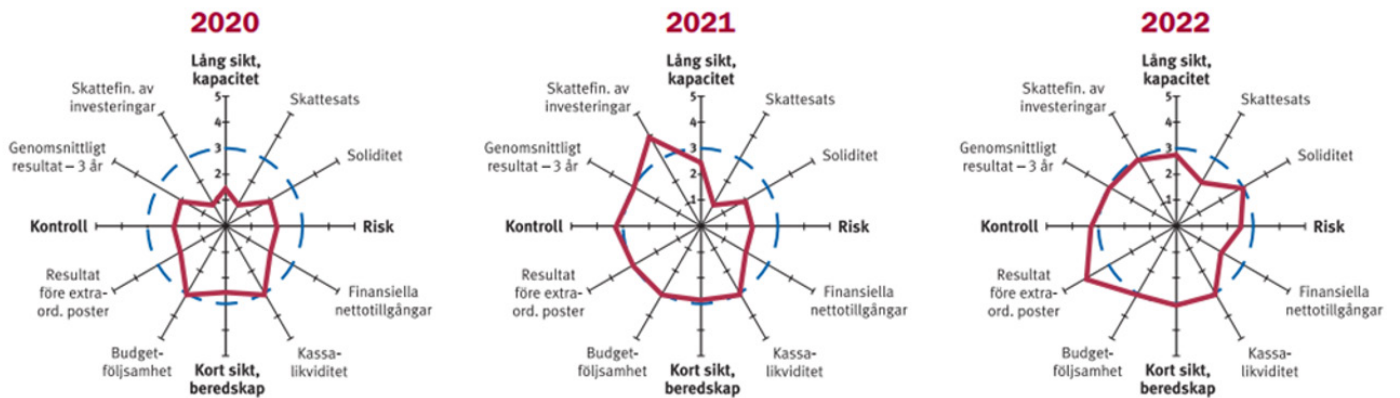 2020
Lång sikt,
kapacitet
Skattefin. av
investeringar
Skattesats
Genomsnittligt
resultat – 3 år
Soliditet
5
4
3
2
1
Kontroll
Risk
Resultat
före extra-
ord. poster
Finansiella
nettotillgångar
Budget-
följsamhet
Kassa-
likviditet
Kort sikt,
beredskap
2021
Lång sikt,
kapacitet
Skattefin. av
investeringar
Skattesats
Genomsnittligt
resultat – 3 år
Soliditet
5
4
3
2
1
Kontroll
Risk
Resultat
före extra-
ord. poster
Finansiella
nettotillgångar
Budget-
följsamhet
Kassa-
likviditet
Kort sikt,
beredskap
2022
Lång sikt,
kapacitet
Skattefin. av
investeringar
Skattesats
Genomsnittligt
resultat – 3 år
Soliditet
5
4
3
2
1
Kontroll
Risk
Resultat
före extra-
ord. poster
Finansiella
nettotillgångar
Budget-
följsamhet
Kassa-
likviditet
Kort sikt,
beredskap